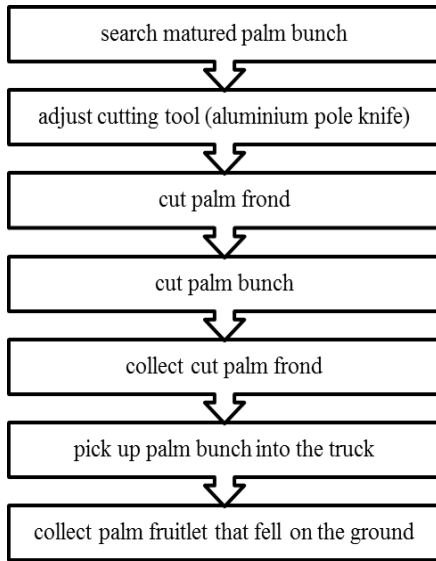 search matured palm bunch
adjust cutting tool (aluminium pole knife)
cut palm frond
cut palm bunch
collect cut palm frond
pick up palm bunch into the truck
collect palm fruitlet that fell on the ground